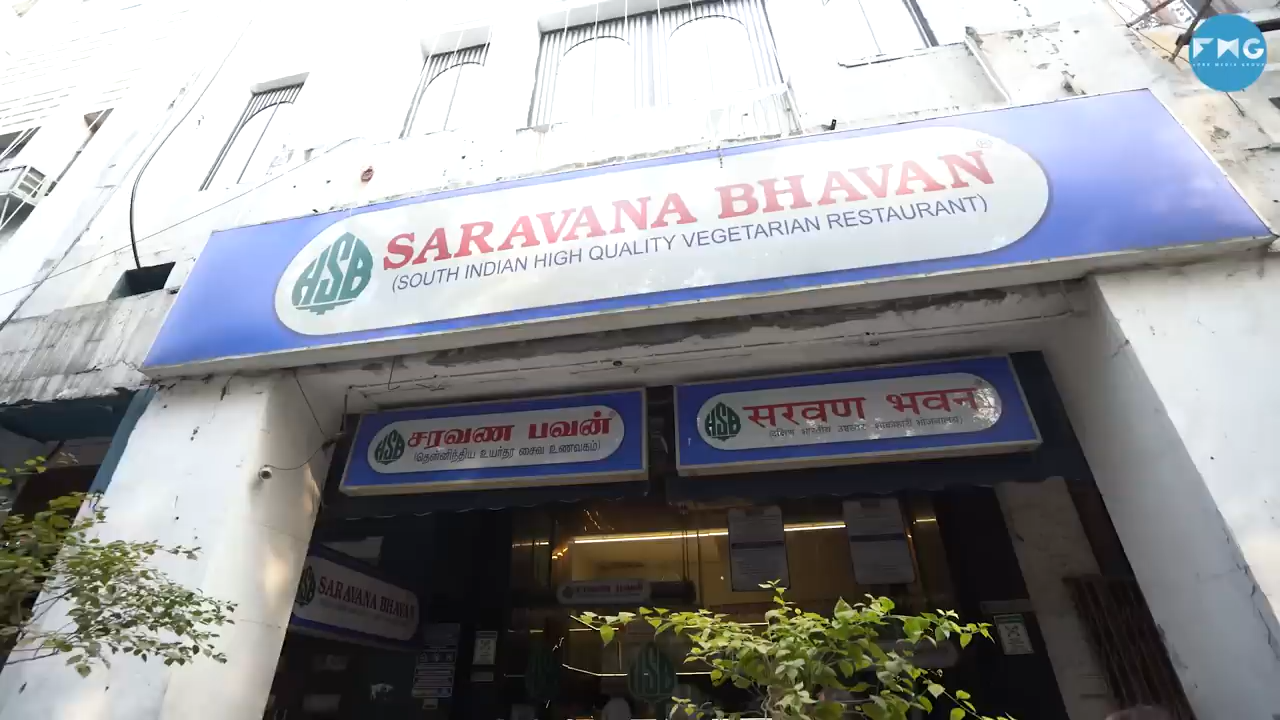 FMG
HSB
SARAVANA BHAVAN
(SOUTH INDIAN HIGH QUALITY VEGETARIAN RESTAURANT)
HSB
சரவண பவன்
(தென்னிந்திய உயர்தர சைவ உணவகம்)
HSB
सरवण भवन
HSB
SARAVANA BHAVAN